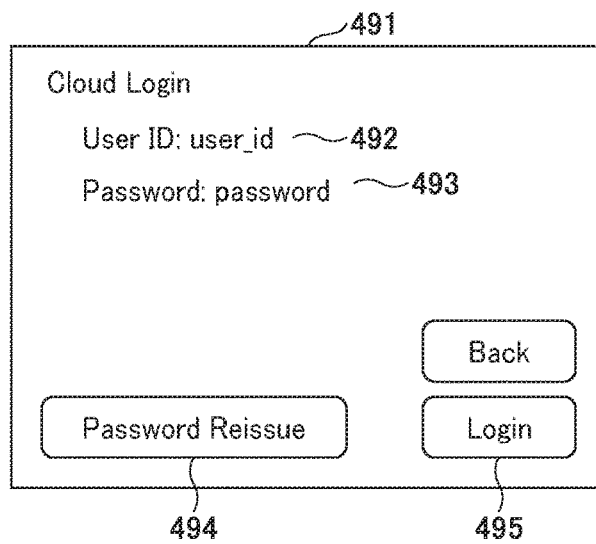 491
Cloud Login
User ID: user_id 492
Password: password 493
Back
Password Reissue Login
494 495